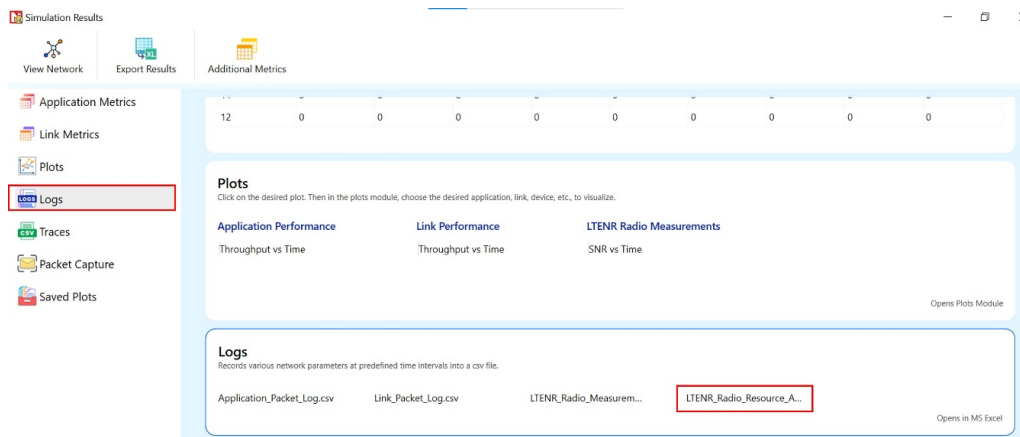 Simulation Results
View Network
Export Results
Additional Metrics
Application Metrics
Link Metrics
Plots
Logs
Traces
Packet Capture
Saved Plots
12 0 0 0 0 0 0 0 0 0
Plots
Click on the desired plot. Then in the plots module, choose the desired application, link, device, etc., to visualize.
Application Performance Link Performance LTENR Radio Measurements
Throughput vs Time Throughput vs Time SNR vs Time
Opens Plots Module
Logs
Records various network parameters at predefined time intervals into a csv file.
Application_Packet_Log.csv Link_Packet_Log.csv LTENR_Radio_Measurem... LTENR_Radio_Resource_A...
Opens in MS Excel